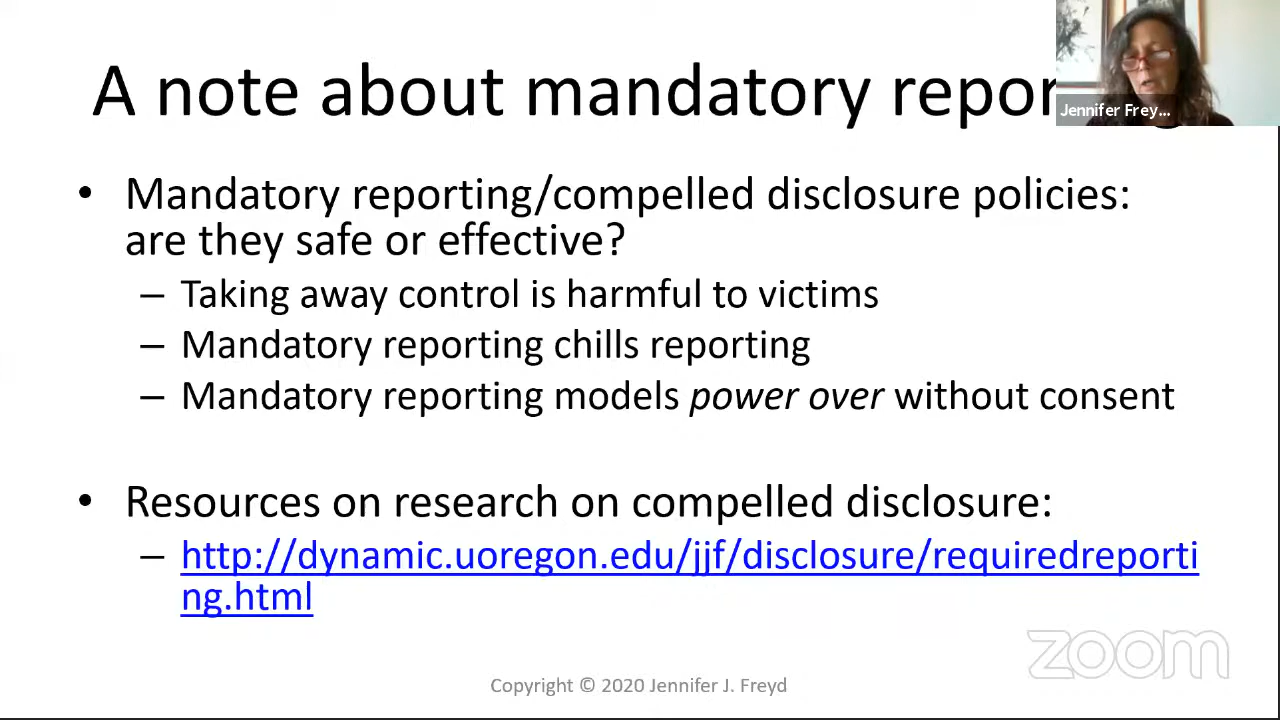 A note about mandatory repor
Jennifer Frey...
• Mandatory reporting/compelled disclosure policies:
are they safe or effective?
– Taking away control is harmful to victims
– Mandatory reporting chills reporting
– Mandatory reporting models power over without consent
• Resources on research on compelled disclosure:
– http://dynamic.uoregon.edu/jjf/disclosure/requiredreporti
ng.html
zoom
Copyright © 2020 Jennifer J. Freyd